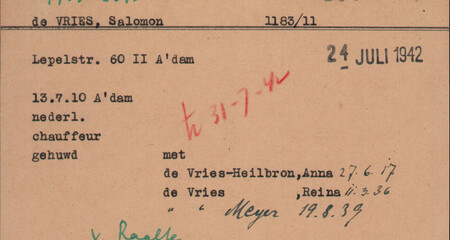 de VRIES, Salomon 1183/11
Lepelstr. 60 II A'dam
24 JULI 1942
13.7.10 A'dam
31-7-42
nederl.
chauffeur
gehuwd met
de Vries-Heilbron, Anna 27.6.17
de Vries ,Reina 11.3.36
" " Meyer 19.8.39
v. Raalte